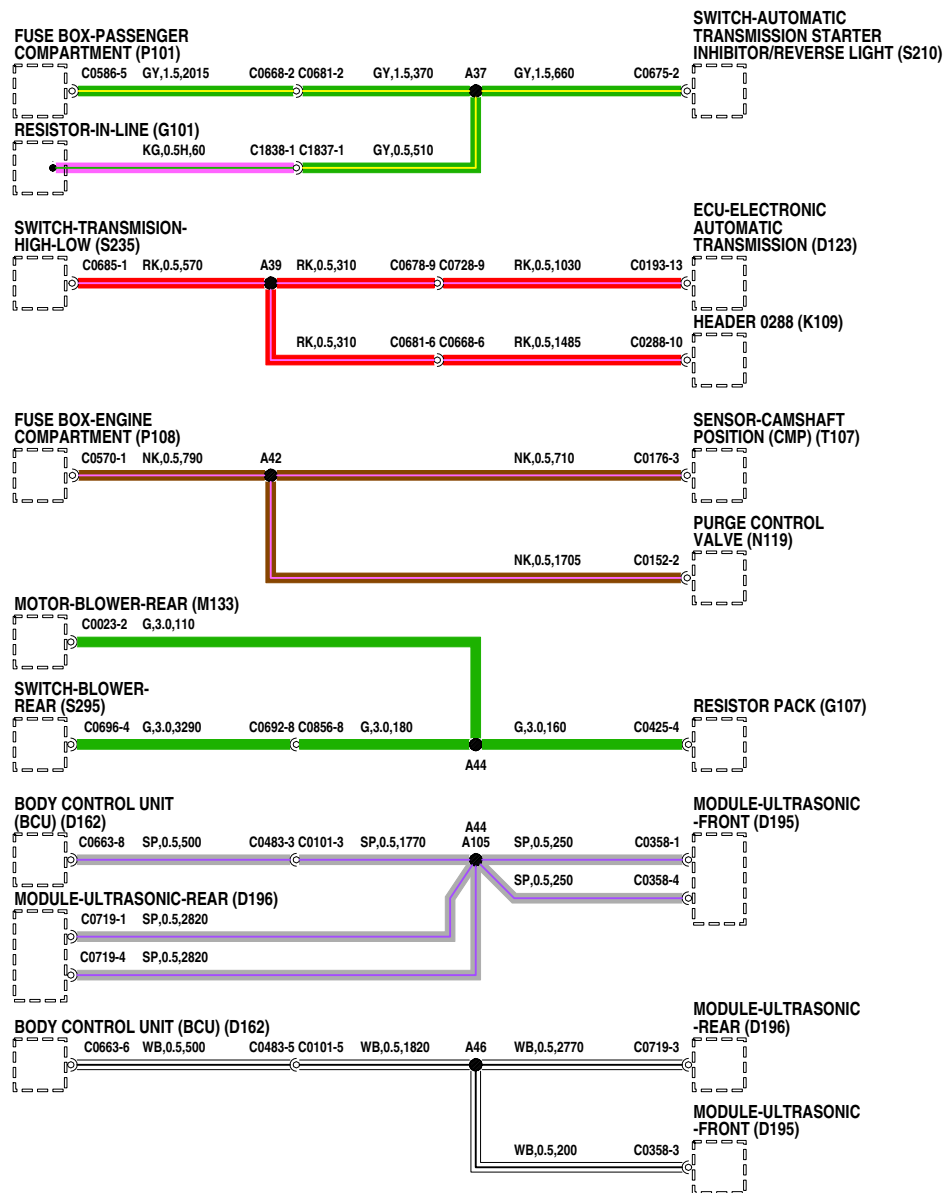 FUSE BOX-PASSENGER
COMPARTMENT (P101)
SWITCH-AUTOMATIC
TRANSMISSION STARTER
INHIBITOR/REVERSE LIGHT (S210)
C0586-5 GY,1.5,2015 C0668-2 C0681-2 GY,1.5,370 A37 GY,1.5,660 C0675-2
RESISTOR-IN-LINE (G101)
KG,0.5H,60 C1838-1 C1837-1 GY,0.5,510
SWITCH-TRANSMISION-
HIGH-LOW (S235)
ECU-ELECTRONIC
AUTOMATIC
TRANSMISSION (D123)
C0685-1 RK,0.5,570 A39 RK,0.5,310 C0678-9 C0728-9 RK,0.5,1030 C0193-13
HEADER 0288 (K109)
RK,0.5,310 C0681-6 C0668-6 RK,0.5,1485 C0288-10
FUSE BOX-ENGINE
COMPARTMENT (P108)
SENSOR-CAMSHAFT
POSITION (CMP) (T107)
C0570-1 NK,0.5,790 A42 NK,0.5,710 C0176-3
PURGE CONTROL
VALVE (N119)
NK,0.5,1705 C0152-2
MOTOR-BLOWER-REAR (M133)
C0023-2 G,3.0,110
SWITCH-BLOWER-
REAR (S295)
RESISTOR PACK (G107)
C0696-4 G,3.0,3290 C0692-8 C0856-8 G,3.0,180 G,3.0,160 C0425-4
A44
BODY CONTROL UNIT
(BCU) (D162)
MODULE-ULTRASONIC
-FRONT (D195)
A44
C0663-8 SP,0.5,500 C0483-3 C0101-3 SP,0.5,1770 A105 SP,0.5,250 C0358-1
SP,0.5,250 C0358-4
MODULE-ULTRASONIC-REAR (D196)
C0719-1 SP,0.5,2820
C0719-4 SP,0.5,2820
BODY CONTROL UNIT (BCU) (D162)
MODULE-ULTRASONIC
-REAR (D196)
C0663-6 WB,0.5,500 C0483-5 C0101-5 WB,0.5,1820 A46 WB,0.5,2770 C0719-3
MODULE-ULTRASONIC
-FRONT (D195)
WB,0.5,200 C0358-3